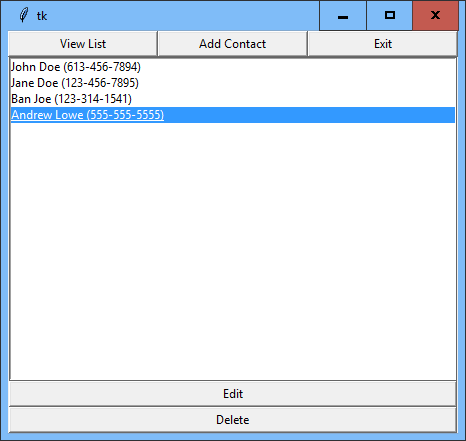 tk
View List Add Contact Exit
John Doe (613-456-7894)
Jane Doe (123-456-7895)
Ban Joe (123-314-1541)
Andrew Lowe (555-555-5555)
Edit
Delete